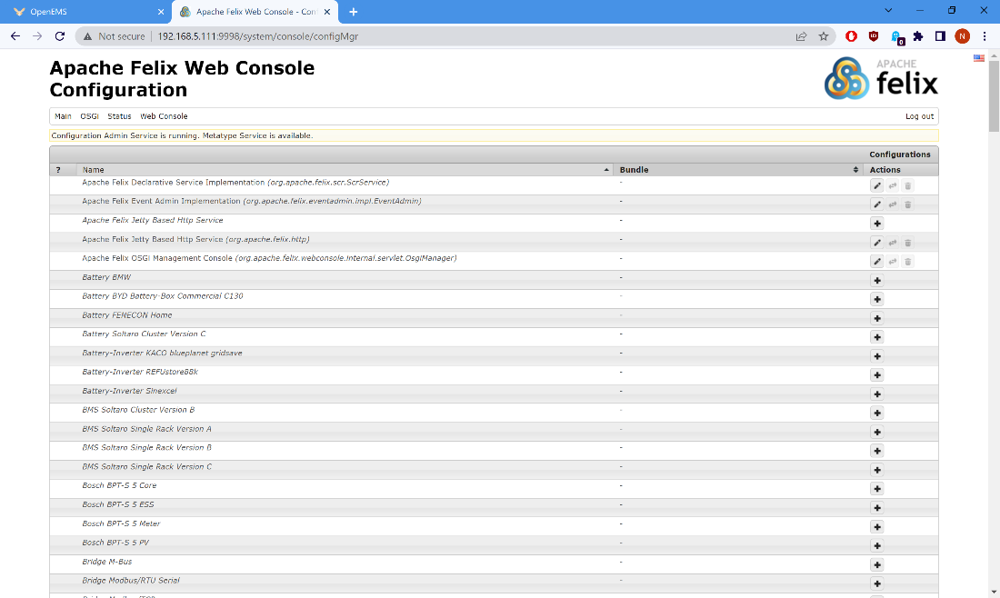 OpenEMS
Apache Felix Web Console - Con
Not secure
192.168.5.111:9998/system/console/configMgr
0
N
Apache Felix Web Console
Configuration
APACHE
felix
Main OSGi Status Web Console Log out
Configuration Admin Service is running. Metatype Service is available.
Configurations
? Name Bundle Actions
Apache Felix Declarative Service Implementation (org.apache.felix.scr.ScrService) -
Apache Felix Event Admin Implementation (org.apache.felix.eventadmin.impl.EventAdmin) -
Apache Felix Jetty Based Http Service -
Apache Felix Jetty Based Http Service (org.apache.felix.http) -
Apache Felix OSGi Management Console (org.apache.felix.webconsole.internal.servlet.OsgiManager) -
Battery BMW -
Battery BYD Battery-Box Commercial C130 -
Battery FENECON Home -
Battery Soltaro Cluster Version C -
Battery-Inverter KACO blueplanet gridsave -
Battery-Inverter REFUstore88k -
Battery-Inverter Sinexcel -
BMS Soltaro Cluster Version B -
BMS Soltaro Single Rack Version A -
BMS Soltaro Single Rack Version B -
BMS Soltaro Single Rack Version C -
Bosch BPT-S 5 Core -
Bosch BPT-S 5 ESS -
Bosch BPT-S 5 Meter -
Bosch BPT-S 5 PV -
Bridge M-Bus -
Bridge Modbus/RTU Serial -